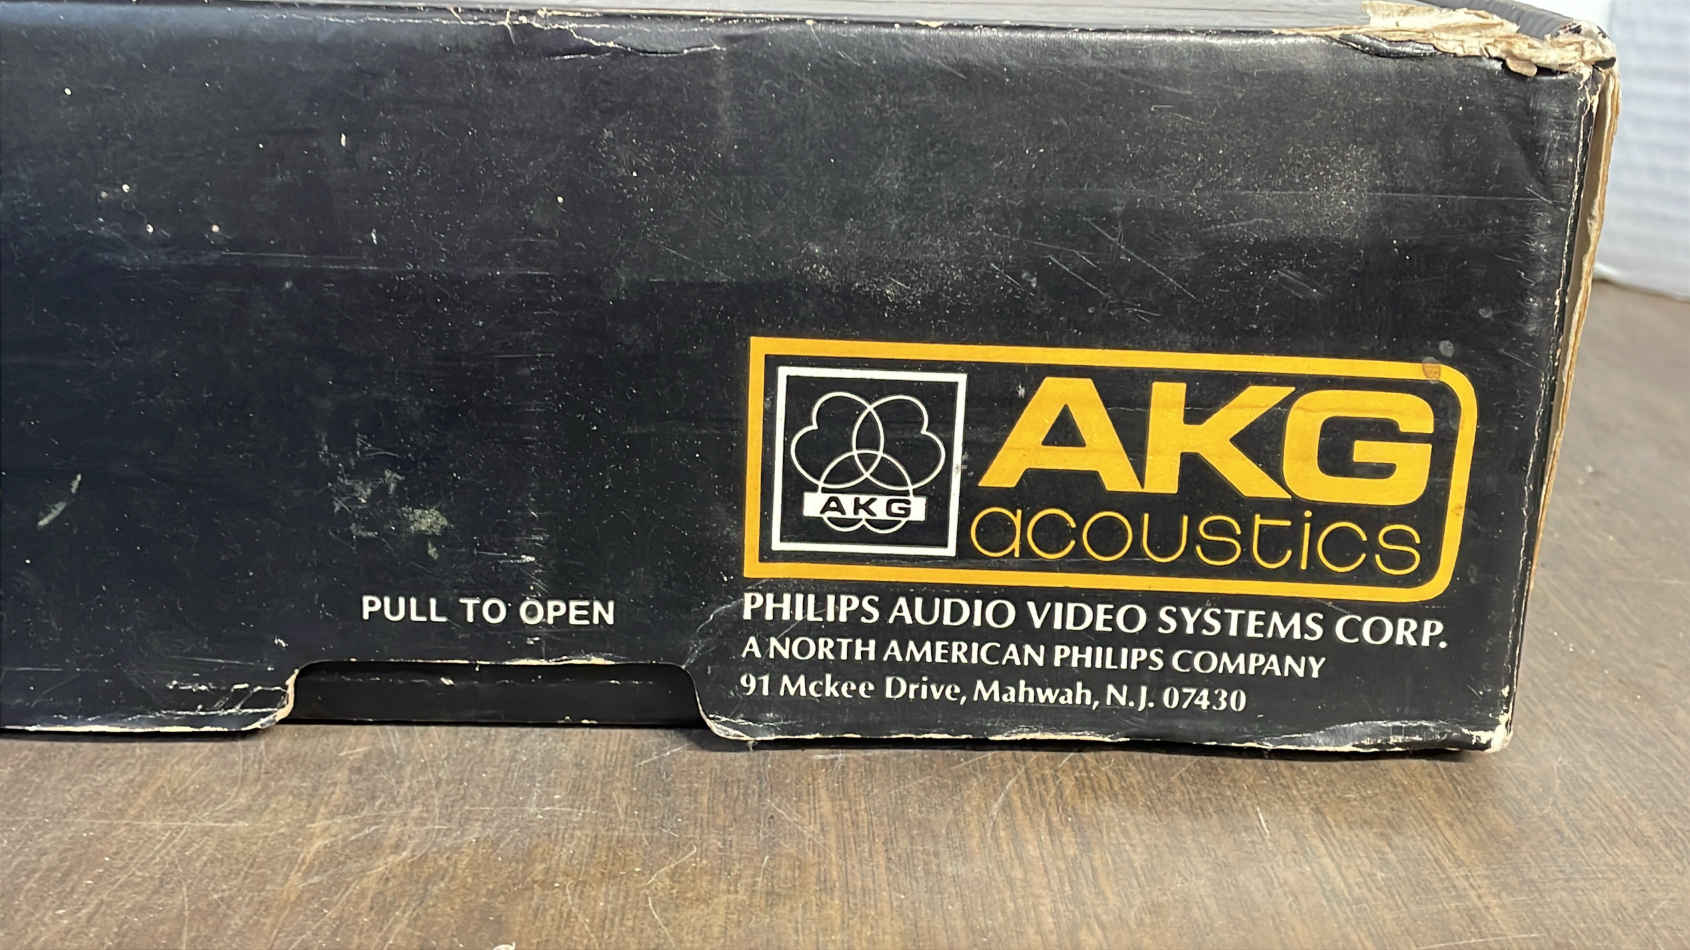 AKG
AKG
acoustics
PULL TO OPEN
PHILIPS AUDIO VIDEO SYSTEMS CORP.
A NORTH AMERICAN PHILIPS COMPANY
91 Mckee Drive, Mahwah, N.J. 07430